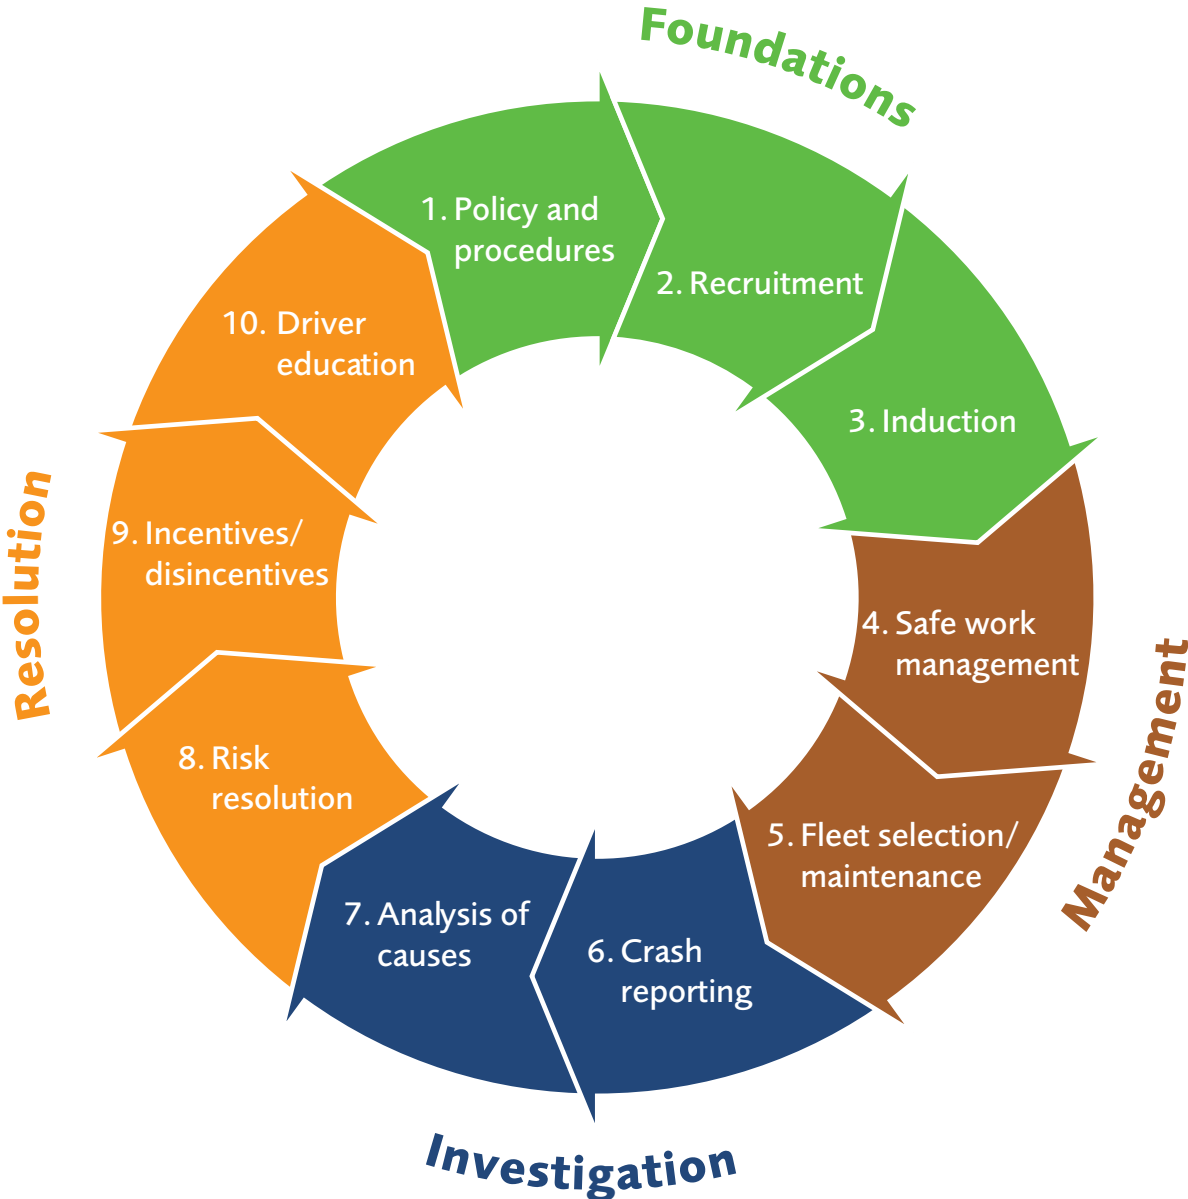 Foundations
1. Policy and
procedures
2. Recruitment
3. Induction
Management
4. Safe work
management
5. Fleet selection/
maintenance
Investigation
6. Crash
reporting
7. Analysis of
causes
Resolution
8. Risk
resolution
9. Incentives/
disincentives
10. Driver
education